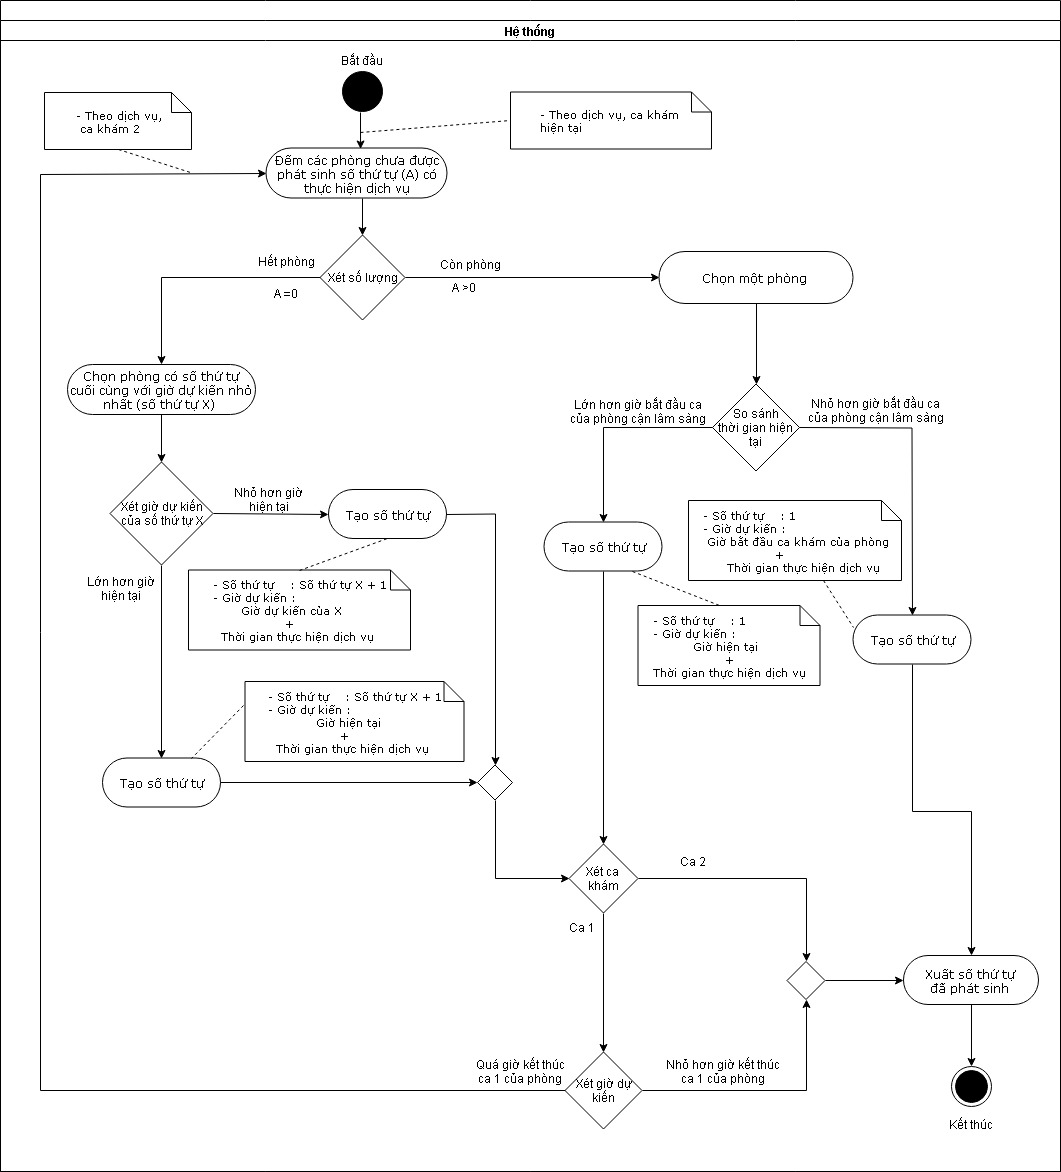 Hệ thống
Bắt đầu
- Theo dịch vụ,
ca khám 2
- Theo dịch vụ, ca khám
hiện tại
Đếm các phòng chưa được
phát sinh số thứ tự (A) có
thực hiện dịch vụ
Hết phòng
A =0
Xét số lượng
Còn phòng
A >0
Chọn một phòng
Chọn phòng có số thứ tự
cuối cùng với giờ dự kiến nhỏ
nhất (số thứ tự X)
Lớn hơn giờ bắt đầu ca
của phòng cận lâm sàng
So sánh
thời gian hiện
tại
Nhỏ hơn giờ bắt đầu ca
của phòng cận lâm sàng
Xét giờ dự kiến
của số thứ tự X
Nhỏ hơn giờ
hiện tại
Tạo số thứ tự
Lớn hơn giờ
hiện tại
- Số thứ tự : Số thứ tự X + 1
- Giờ dự kiến :
Giờ dự kiến của X
+
Thời gian thực hiện dịch vụ
Tạo số thứ tự
- Số thứ tự : 1
- Giờ dự kiến :
Giờ bắt đầu ca khám của phòng
+
Thời gian thực hiện dịch vụ
- Số thứ tự : 1
- Giờ dự kiến :
Giờ hiện tại
+
Thời gian thực hiện dịch vụ
Tạo số thứ tự
- Số thứ tự : Số thứ tự X + 1
- Giờ dự kiến :
Giờ hiện tại
+
Thời gian thực hiện dịch vụ
Tạo số thứ tự
Xét ca
khám
Ca 2
Ca 1
Xuất số thứ tự
đã phát sinh
Quá giờ kết thúc
ca 1 của phòng
Xét giờ dự
kiến
Nhỏ hơn giờ kết thúc
ca 1 của phòng
Kết thúc